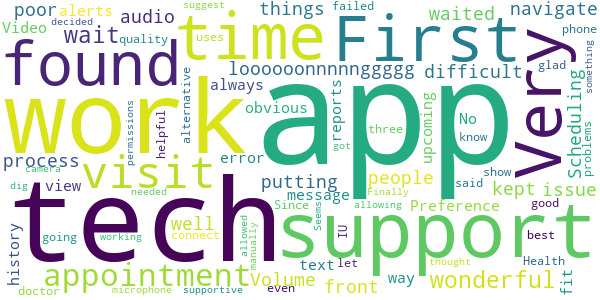 suggest
decided
failed
poor
alerts
Video
audio
things
waited
navigate
quality
uses
phone
wait
time
First
found
loooooonnnnnggggg
difficult
glad
something
always
alternative
Very
Scheduling
work
app
obvious
reports
upcoming
No
know
problems
permissions
helpful
three
process
error
view
visit
putting
people
got
show
camera
message
Finally
kept
issue
said
dig
needed
tech
Since
allowing
Preference
good
history
going
well
allowed
manually
Seems
IU
support
working
connect
text
let
Health
best
appointment
Volume
way
thought
wonderful
fit
doctor
microphone
supportive
even
front